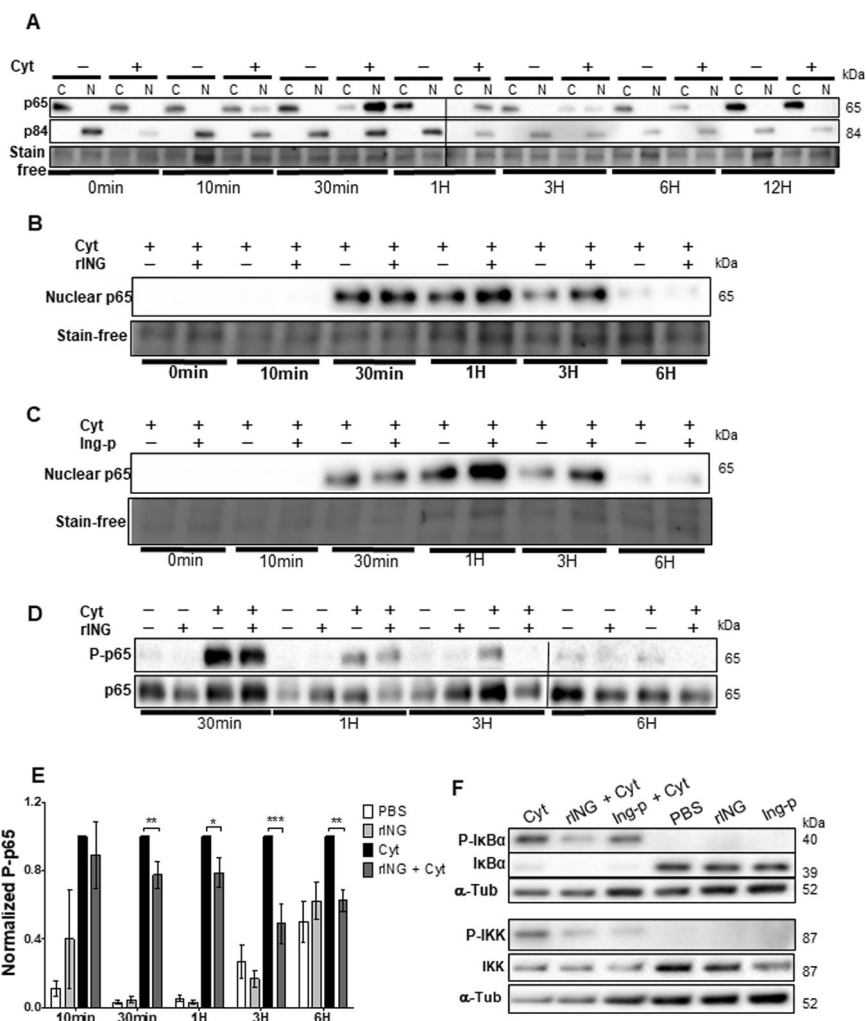 A
Cyt – + – + – + – + – + – + – + kDa
C N C N C N C N C N C N C N C N C N C N C N C N C N C N
p65 65
p84 84
Stain free
0min 10min 30min 1H 3H 6H 12H
B
Cyt + + + + + + + + + + + +
rING – + – + – + – + – + – + kDa
Nuclear p65 65
Stain-free
0min 10min 30min 1H 3H 6H
C
Cyt + + + + + + + + + + + +
Ing-p – + – + – + – + – + – + kDa
Nuclear p65 65
Stain-free
0min 10min 30min 1H 3H 6H
D
Cyt – – + + – – + + – – + + – – + +
rING – + – + – + – + – + – + – + – + kDa
P-p65 65
p65 65
30min 1H 3H 6H
E
Normalized P-p65
1.2
0.8
0.4
0.0
** * *** **
PBS
rING
Cyt
rING + Cyt
10min 30min 1H 3H 6H
F
Cyt rING + Cyt Ing-p + Cyt PBS rING Ing-p
kDa
P-IκBα 40
IκBα 39
α-Tub 52
P-IKK 87
IKK 87
α-Tub 52